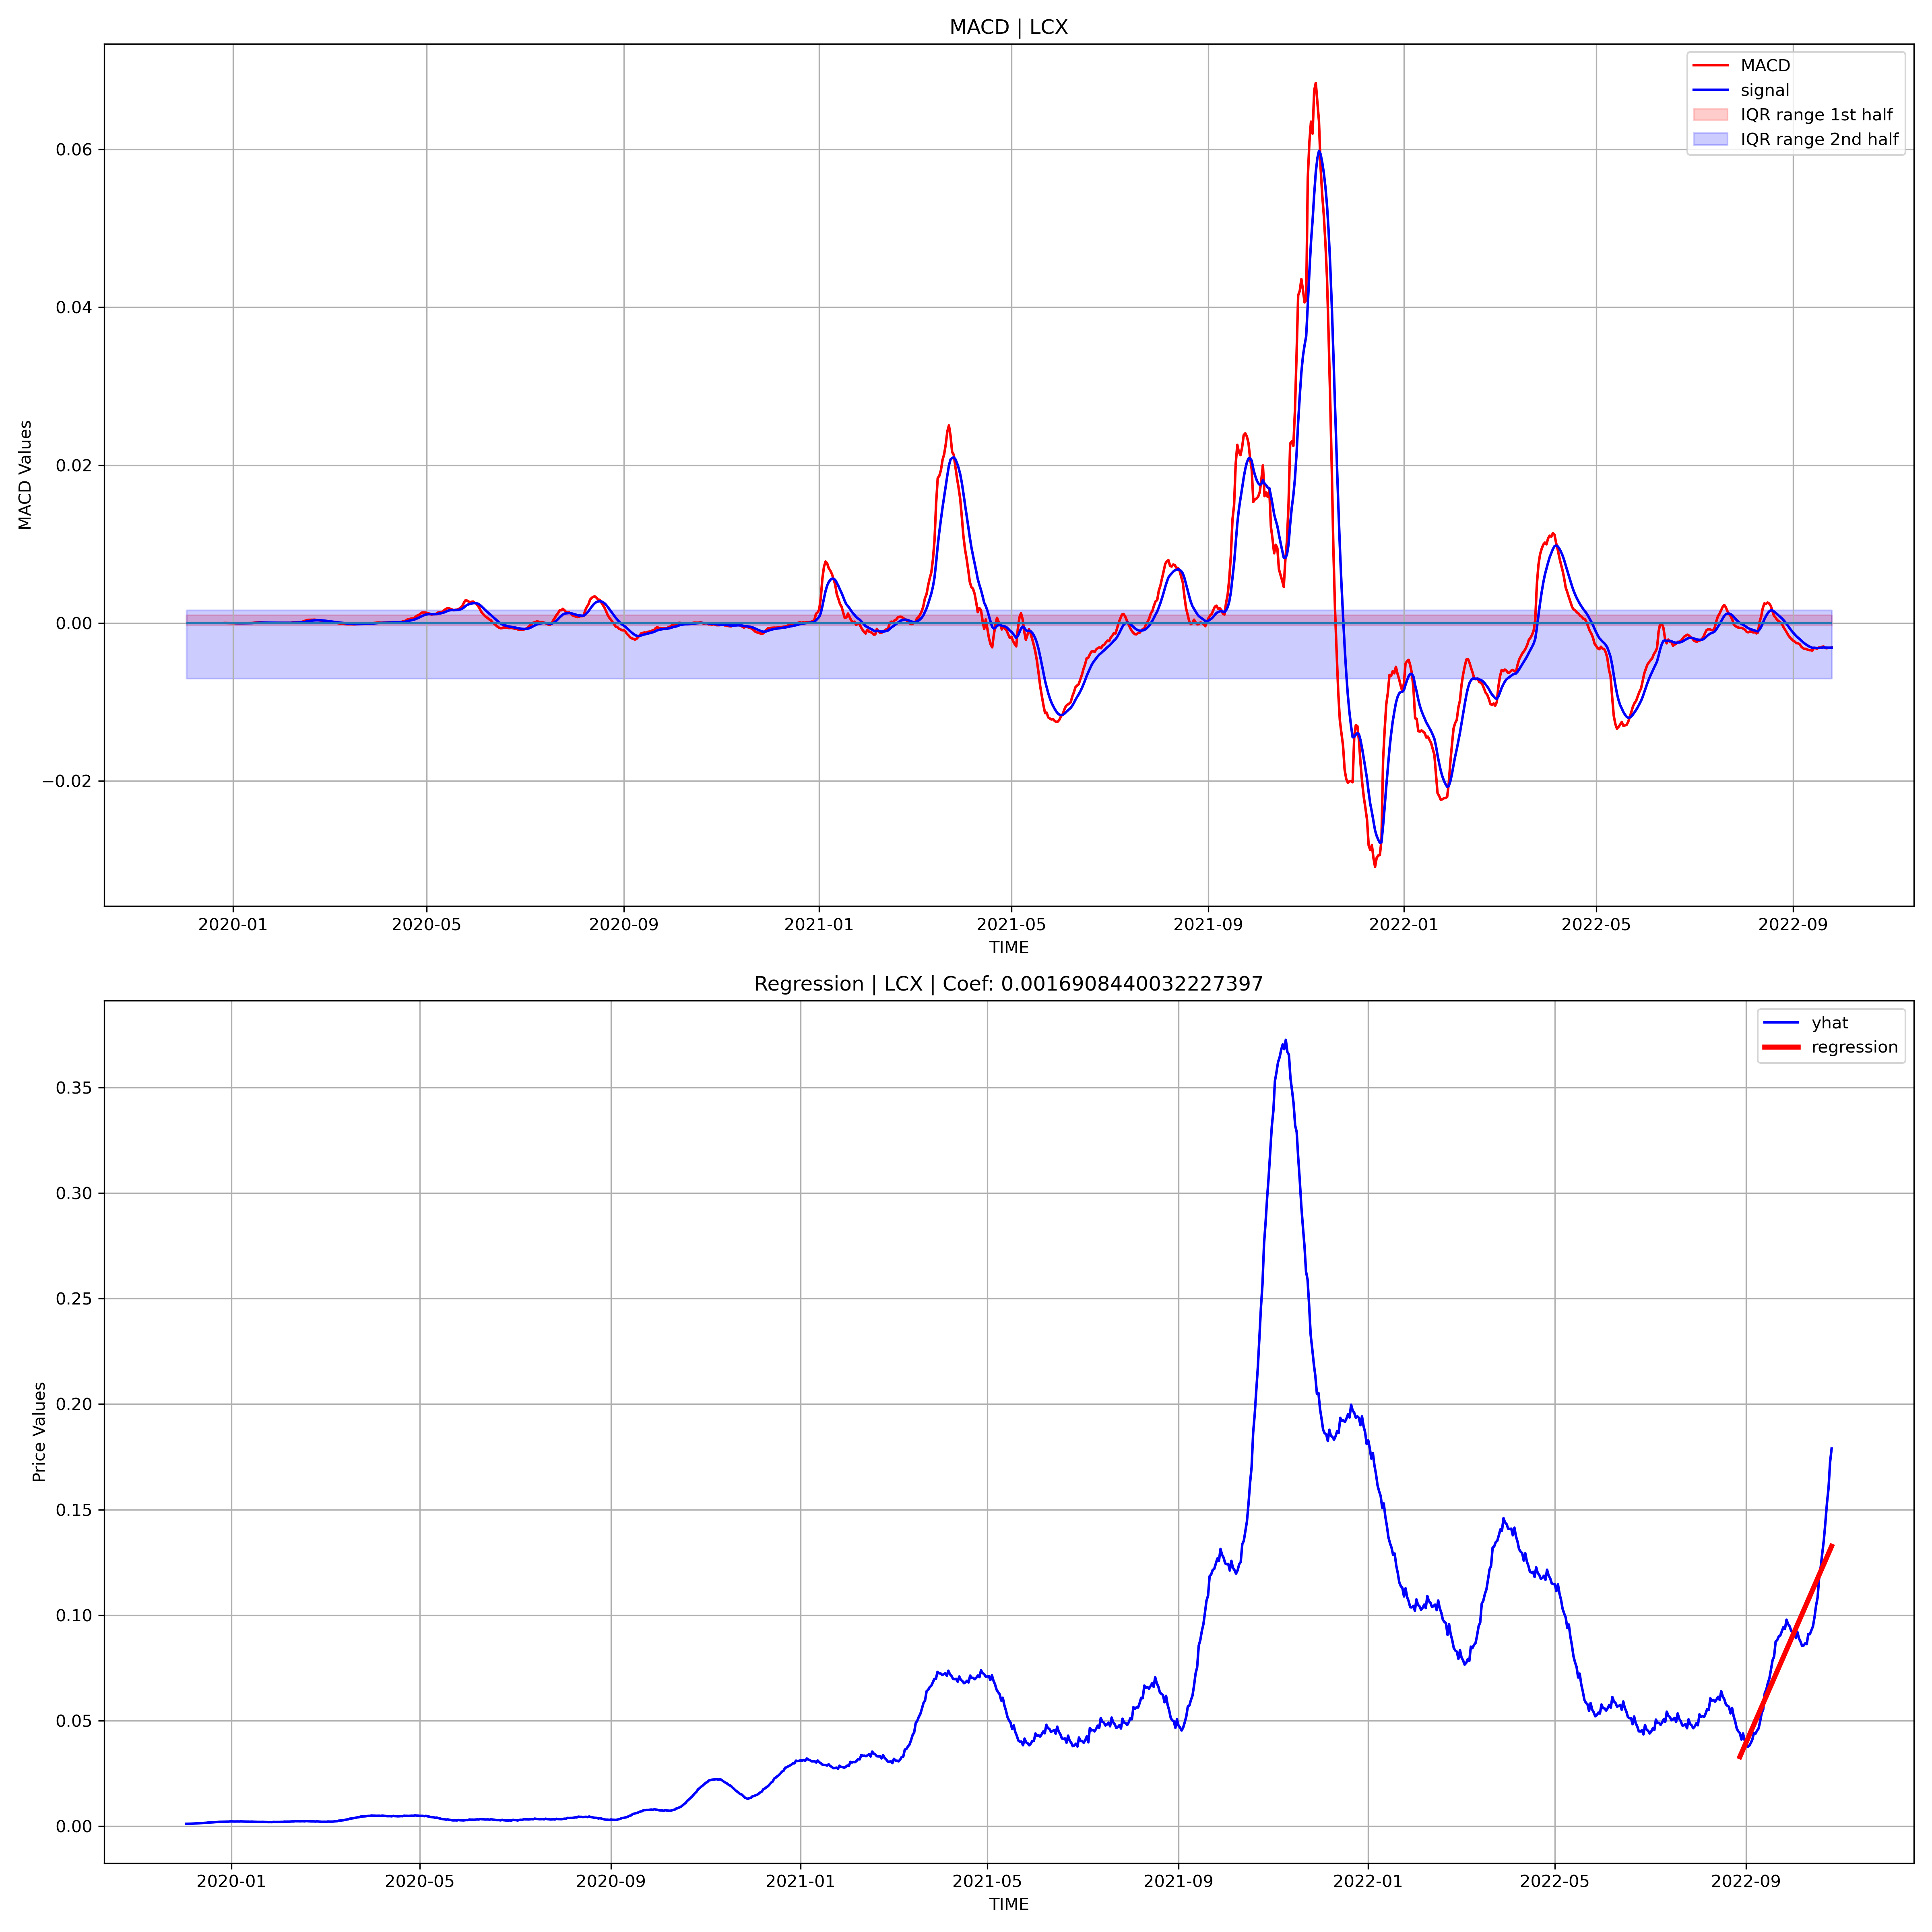 MACD | LCX
MACD
signal
IQR range 1st half
IQR range 2nd half
0.06
0.04
0.02
0.00
−0.02
MACD Values
2020-01 2020-05 2020-09 2021-01 2021-05 2021-09 2022-01 2022-05 2022-09
TIME
Regression | LCX | Coef: 0.0016908440032227397
yhat
regression
0.35
0.30
0.25
0.20
0.15
0.10
0.05
0.00
Price Values
2020-01 2020-05 2020-09 2021-01 2021-05 2021-09 2022-01 2022-05 2022-09
TIME